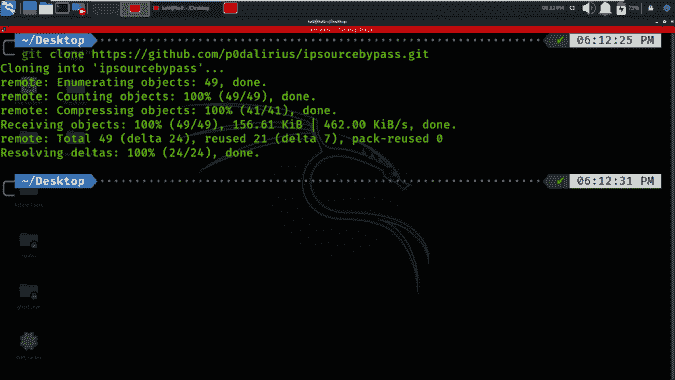 ~/Desktop 06:12:25 PM
git clone https://github.com/p0dalirius/ipsourcebypass.git
Cloning into 'ipsourcebypass'...
remote: Enumerating objects: 49, done.
remote: Counting objects: 100% (49/49), done.
remote: Compressing objects: 100% (41/41), done.
Receiving objects: 100% (49/49), 156.61 KiB | 462.00 KiB/s, done.
remote: Total 49 (delta 24), reused 21 (delta 7), pack-reused 0
Resolving deltas: 100% (24/24), done.
~/Desktop 06:12:31 PM